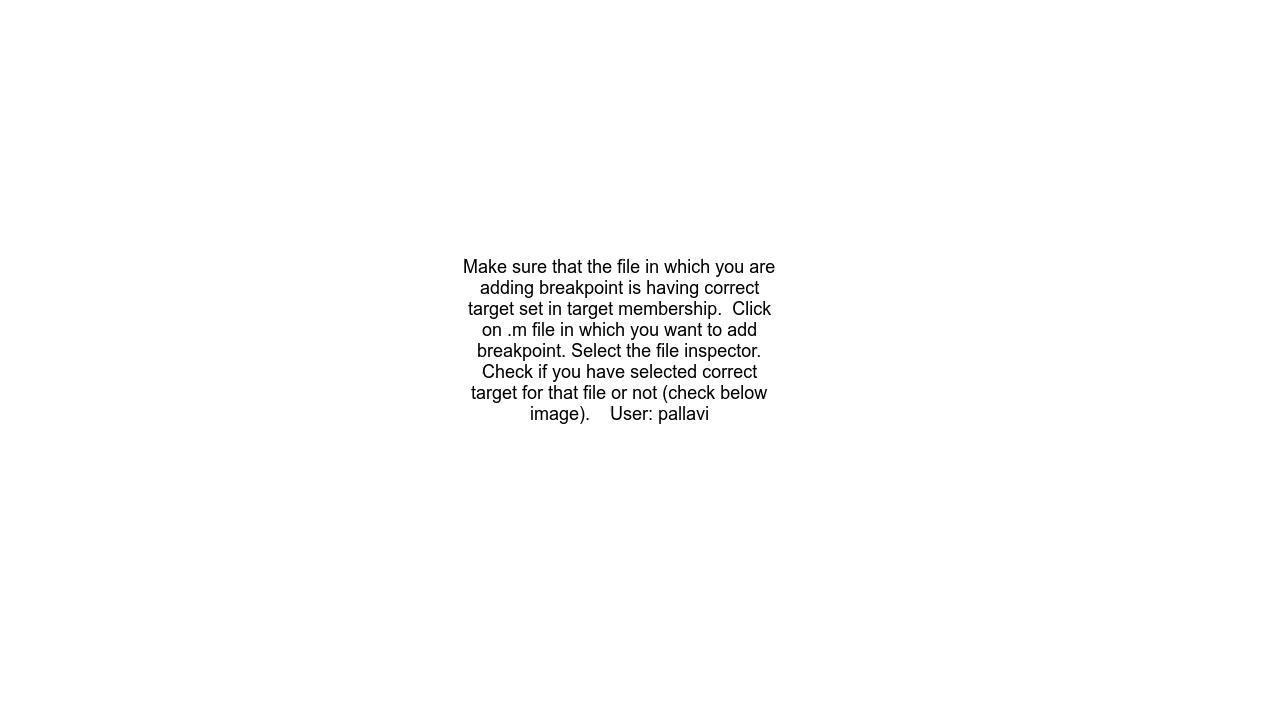 Make sure that the file in which you are
adding breakpoint is having correct
target set in target membership.  Click
on .m file in which you want to add
breakpoint. Select the file inspector.
Check if you have selected correct
target for that file or not (check below
image).    User: pallavi